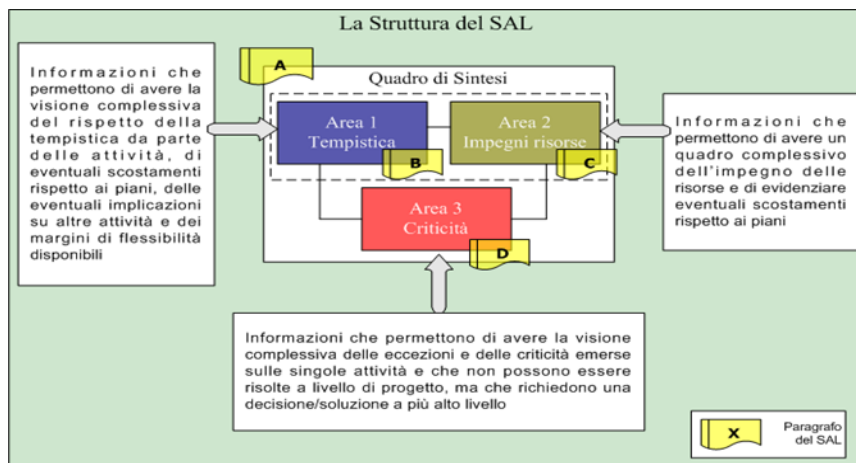 La Struttura del SAL
A
Quadro di Sintesi
Informazioni che
permettono di avere la
visione complessiva
del rispetto della
tempistica da parte
delle attività, di
eventuali scostamenti
rispetto ai piani, delle
eventuali implicazioni
su altre attività e dei
margini di flessibilità
disponibili
Area 1
Tempistica
B
Area 2
Impegni risorse
C
Informazioni che
permettono di avere un
quadro complessivo
dell'impegno delle
risorse e di evidenziare
eventuali scostamenti
rispetto ai piani
Area 3
Criticità
D
Informazioni che permettono di avere la visione
complessiva delle eccezioni e delle criticità emerse
sulle singole attività e che non possono essere
risolte a livello di progetto, ma che richiedono una
decisione/soluzione a più alto livello
X
Paragrafo
del SAL